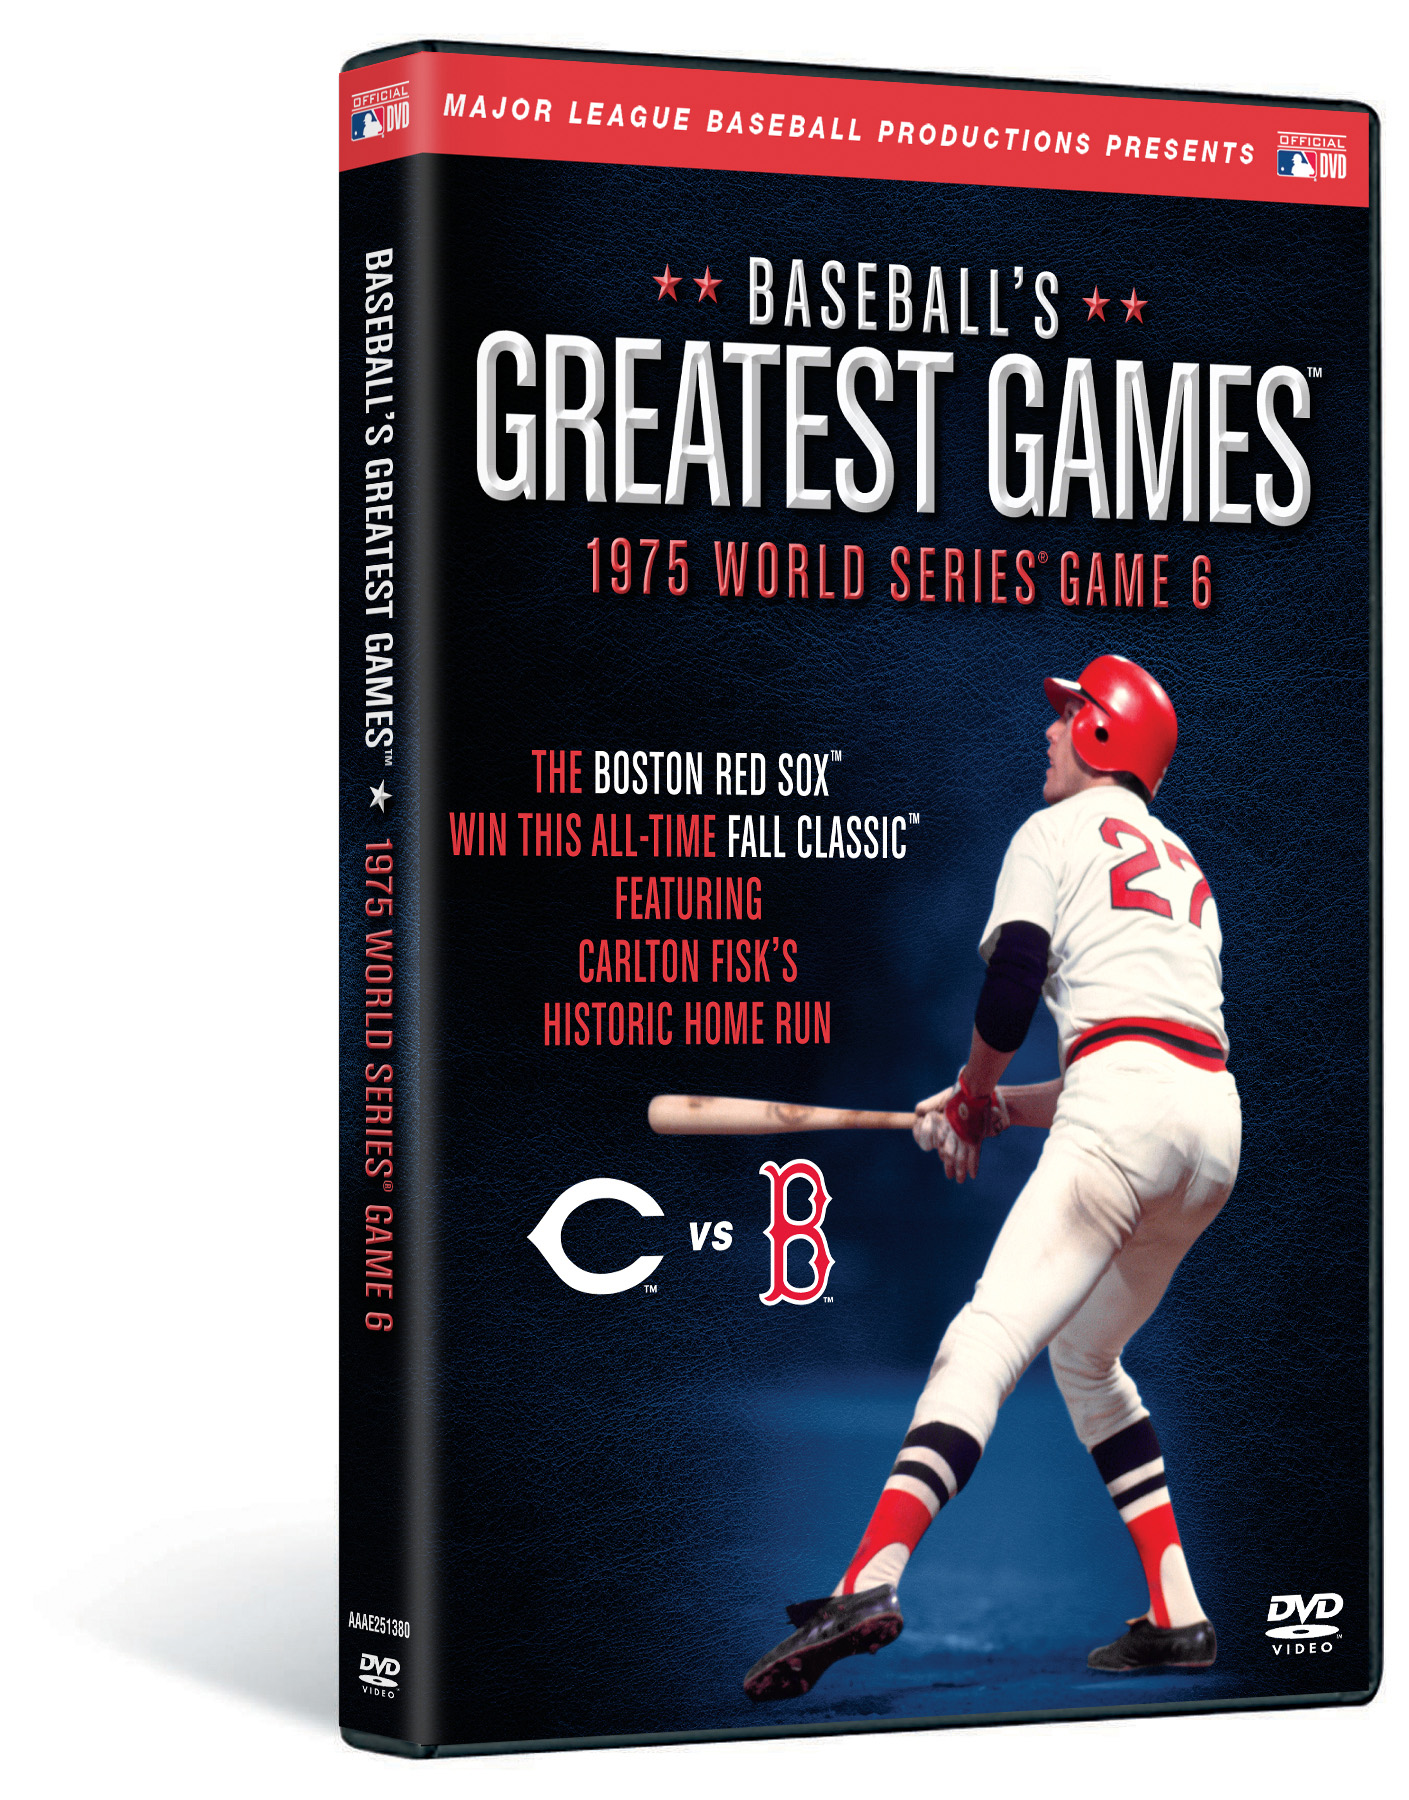 OFFICIAL
DVD
BASEBALL'S GREATEST GAMES™ ★ 1975 WORLD SERIES® GAME 6
AAAE251380
DVD
VIDEO
MAJOR LEAGUE BASEBALL PRODUCTIONS PRESENTS
OFFICIAL
DVD
★★ BASEBALL'S ★★
GREATEST GAMES™
1975 WORLD SERIES® GAME 6
THE BOSTON RED SOX™
WIN THIS ALL-TIME FALL CLASSIC™
FEATURING
CARLTON FISK'S
HISTORIC HOME RUN
27
C™ VS B™
DVD™
VIDEO